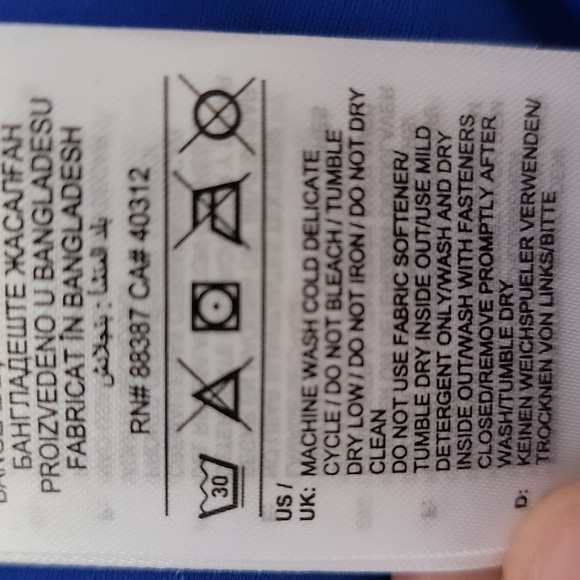 БАНГЛАДЕШТЕ ЖАСАЛҒАН
PROIZVEDENO U BANGLADESU
FABRICAT ÎN BANGLADESH
بلد المنشأ : بنجلادش
RN# 88387 CA# 40312
30
US /
UK: MACHINE WASH COLD DELICATE
CYCLE / DO NOT BLEACH / TUMBLE
DRY LOW / DO NOT IRON / DO NOT DRY
CLEAN
DO NOT USE FABRIC SOFTENER/
TUMBLE DRY INSIDE OUT/USE MILD
DETERGENT ONLY/WASH AND DRY
INSIDE OUT/WASH WITH FASTENERS
CLOSED/REMOVE PROMPTLY AFTER
WASH/TUMBLE DRY
D: KEINEN WEICHSPUELER VERWENDEN/
TROCKNEN VON LINKS/BITTE